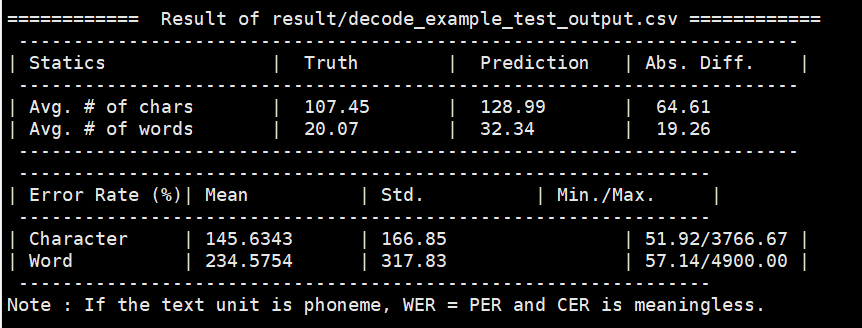 ============  Result of result/decode_example_test_output.csv ============
-----------------------------------------------------------------------
| Statics                |  Truth        |  Prediction   | Abs. Diff.    |
-----------------------------------------------------------------------
| Avg. # of chars        |  107.45       |  128.99       |  64.61
| Avg. # of words        |  20.07        |  32.34        |  19.26
-----------------------------------------------------------------------
---------------------------------------------------------------
| Error Rate (%)| Mean          | Std.          | Min./Max.     |
---------------------------------------------------------------
| Character     | 145.6343      | 166.85                | 51.92/3766.67 |
| Word          | 234.5754      | 317.83                | 57.14/4900.00 |
---------------------------------------------------------------
Note : If the text unit is phoneme, WER = PER and CER is meaningless.